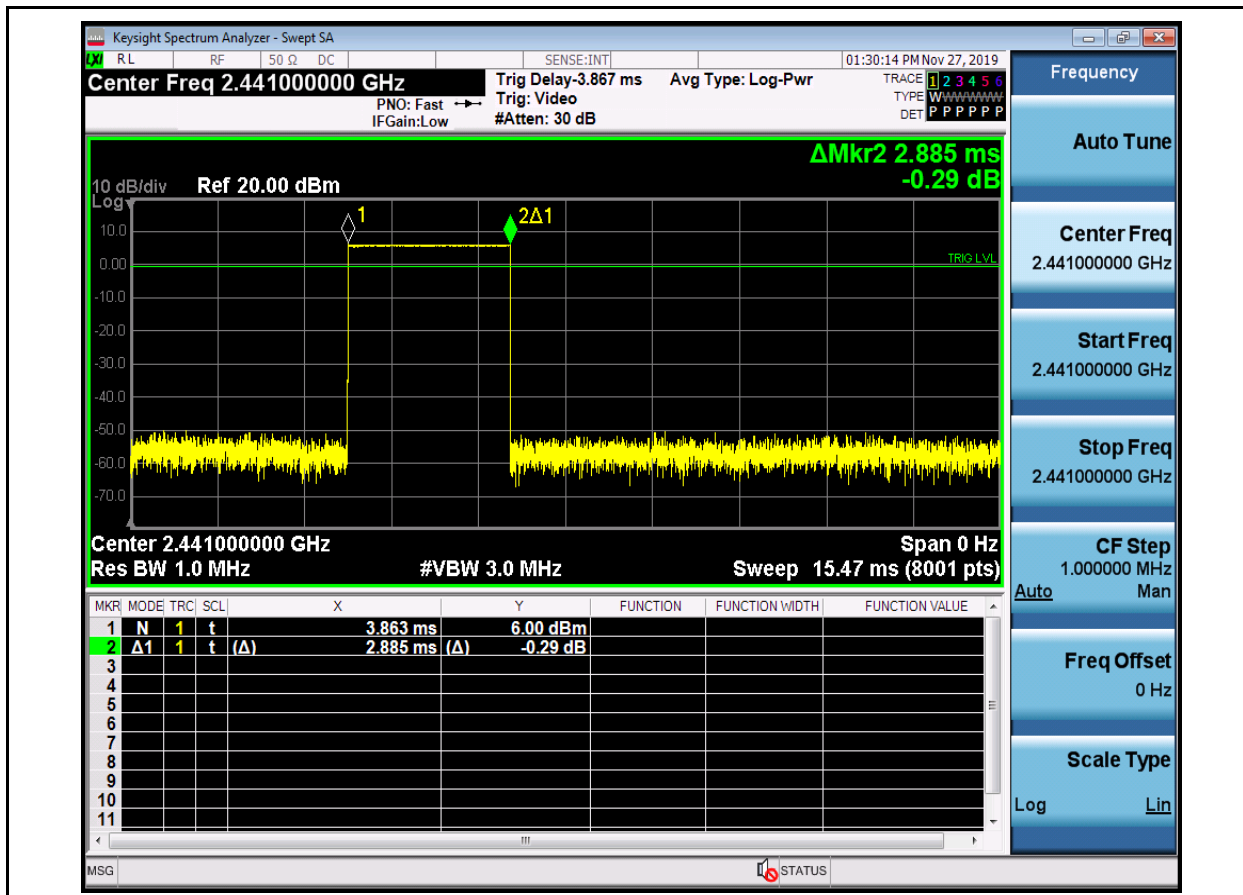 Keysight Spectrum Analyzer - Swept SA
LXI RL RF 50 Ω DC SENSE:INT 01:30:14 PM Nov 27, 2019
Center Freq 2.441000000 GHz
PNO: Fast
IFGain:Low
Trig Delay-3.867 ms
Trig: Video
#Atten: 30 dB
Avg Type: Log-Pwr
TRACE 1 2 3 4 5 6
TYPE WWWWWW
DET P P P P P P
ΔMkr2 2.885 ms
-0.29 dB
10 dB/div Ref 20.00 dBm
Log
1
2Δ1
10.0
0.00
TRIG LVL
-10.0
-20.0
-30.0
-40.0
-50.0
-60.0
-70.0
Center 2.441000000 GHz Span 0 Hz
Res BW 1.0 MHz #VBW 3.0 MHz Sweep 15.47 ms (8001 pts)
MKR MODE TRC SCL X Y FUNCTION FUNCTION WIDTH FUNCTION VALUE
1 N 1 t 3.863 ms 6.00 dBm
2 Δ1 1 t (Δ) 2.885 ms (Δ) -0.29 dB
3
4
5
6
7
8
9
10
11
MSG STATUS
Frequency
Auto Tune
Center Freq
2.441000000 GHz
Start Freq
2.441000000 GHz
Stop Freq
2.441000000 GHz
CF Step
1.000000 MHz
Auto Man
Freq Offset
0 Hz
Scale Type
Log Lin